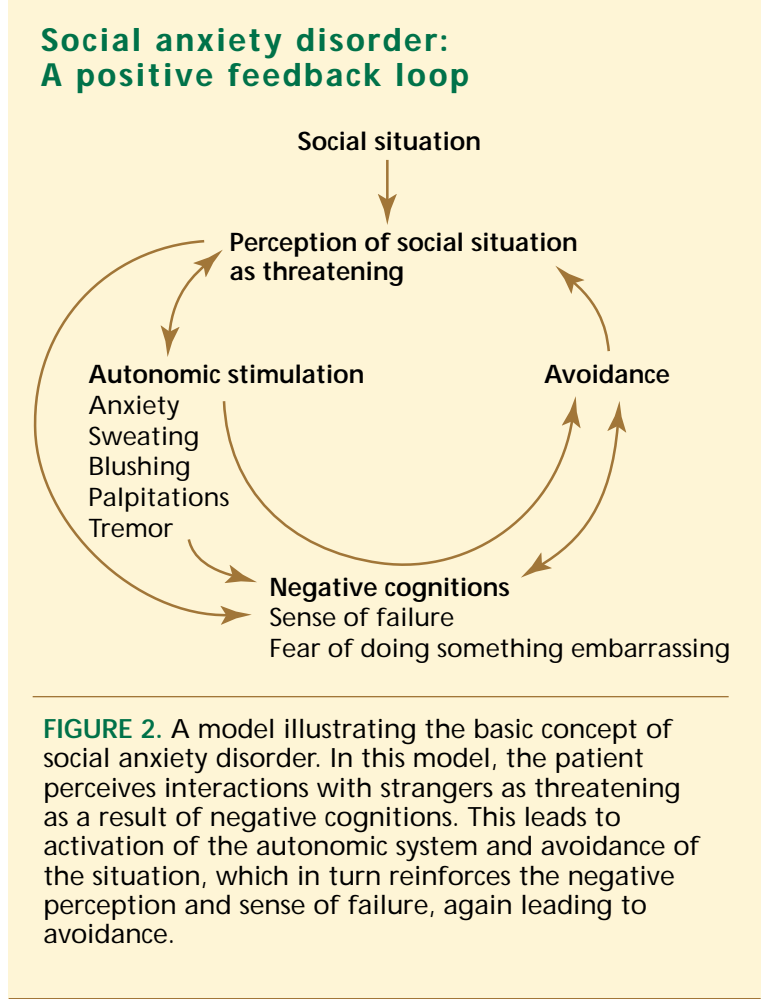 Social anxiety disorder:
A positive feedback loop
Social situation
Perception of social situation
as threatening
Autonomic stimulation
Anxiety
Sweating
Blushing
Palpitations
Tremor
Avoidance
Negative cognitions
Sense of failure
Fear of doing something embarrassing
FIGURE 2. A model illustrating the basic concept of
social anxiety disorder. In this model, the patient
perceives interactions with strangers as threatening
as a result of negative cognitions. This leads to
activation of the autonomic system and avoidance of
the situation, which in turn reinforces the negative
perception and sense of failure, again leading to
avoidance.